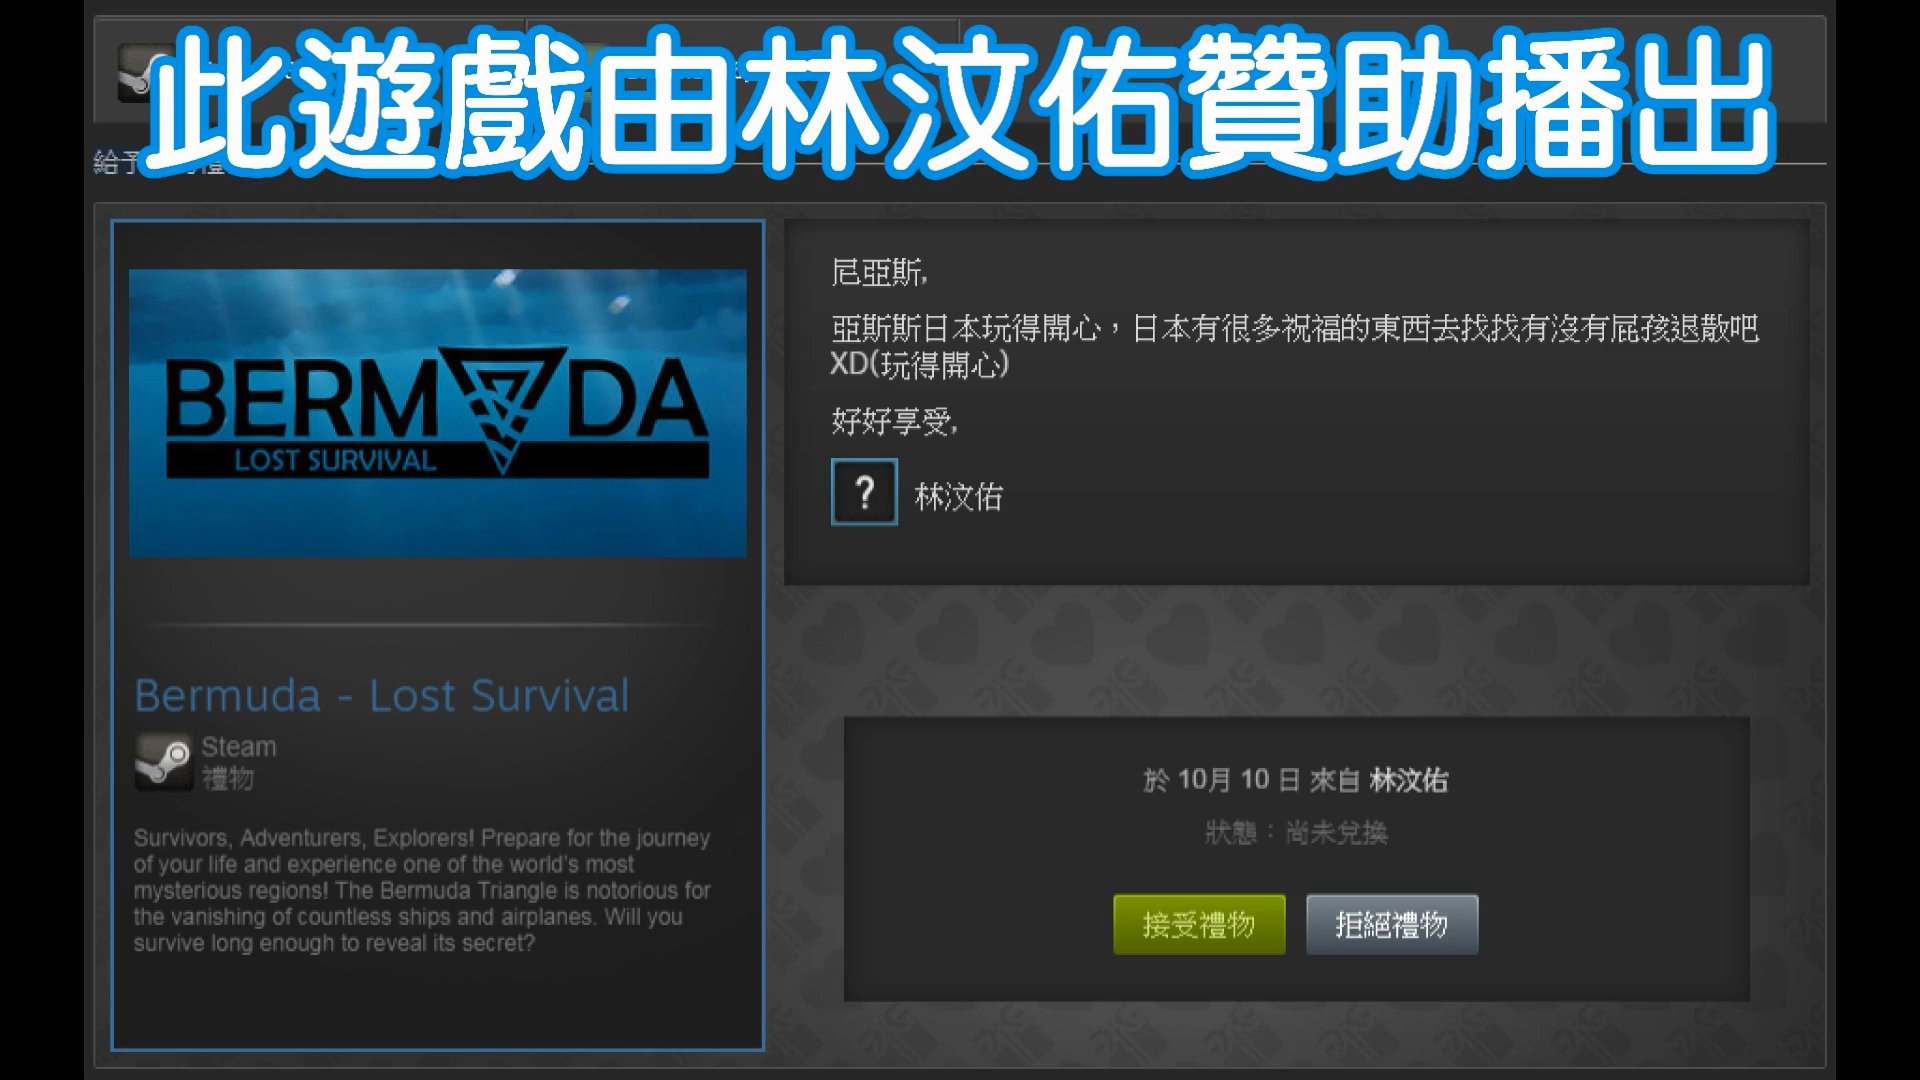 此遊戲由林汶佑贊助播出
給予
禮
BERMUDA
LOST SURVIVAL
尼亞斯,
亞斯斯日本玩得開心，日本有很多祝福的東西去找找有沒有屁孩退散吧
XD(玩得開心)
好好享受,
?
林汶佑
Bermuda - Lost Survival
Steam
禮物
Survivors, Adventurers, Explorers! Prepare for the journey
of your life and experience one of the world's most
mysterious regions! The Bermuda Triangle is notorious for
the vanishing of countless ships and airplanes. Will you
survive long enough to reveal its secret?
於 10月 10 日 來自 林汶佑
狀態：尚未兌換
接受禮物
拒絕禮物